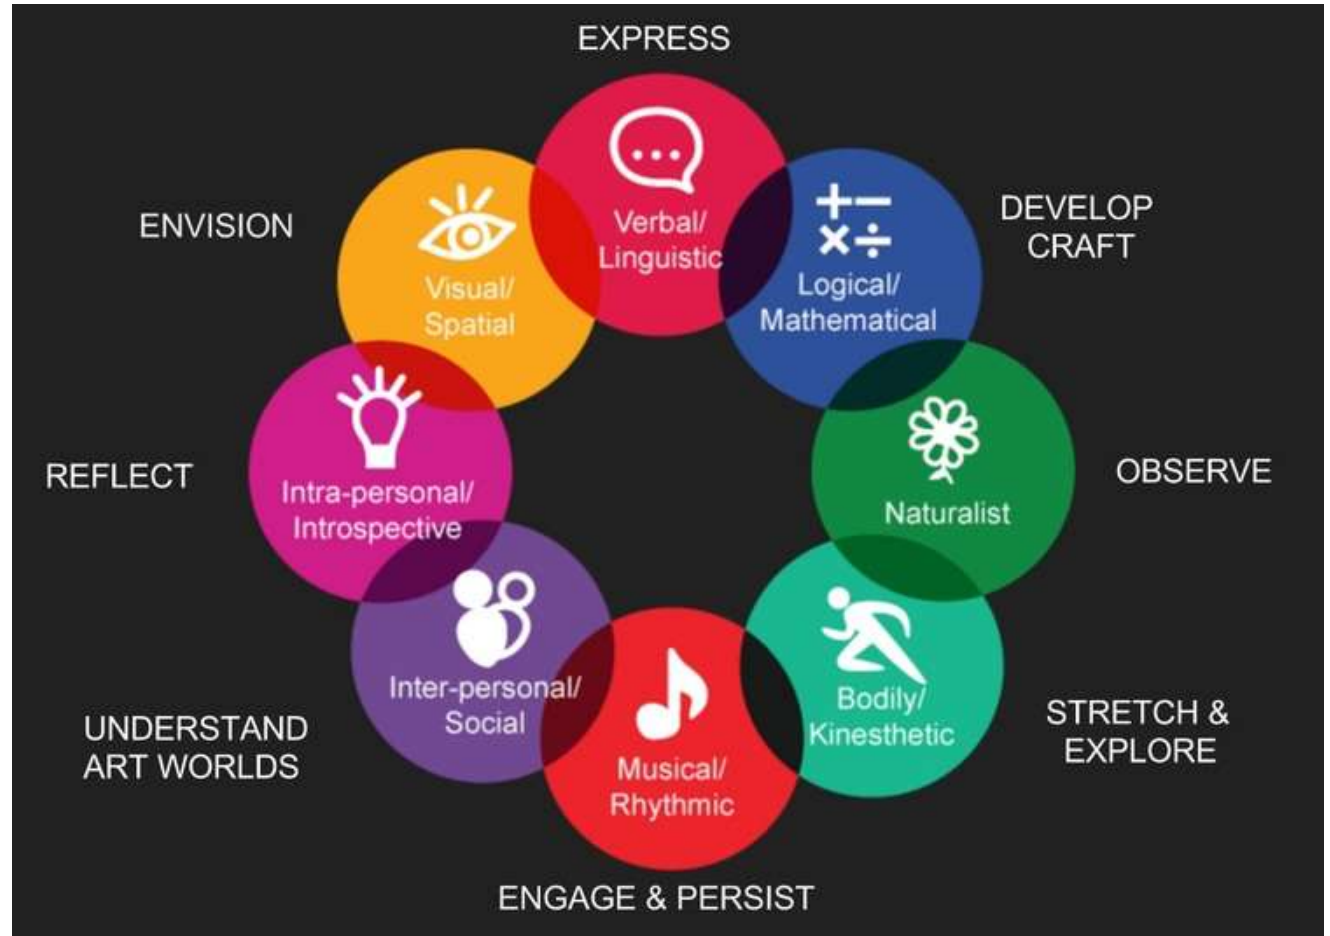 EXPRESS
Verbal/
Linguistic
ENVISION
Visual/
Spatial
Logical/
Mathematical
DEVELOP
CRAFT
REFLECT
Intra-personal/
Introspective
Naturalist
OBSERVE
UNDERSTAND
ART WORLDS
Inter-personal/
Social
Musical/
Rhythmic
Bodily/
Kinesthetic
STRETCH &
EXPLORE
ENGAGE & PERSIST